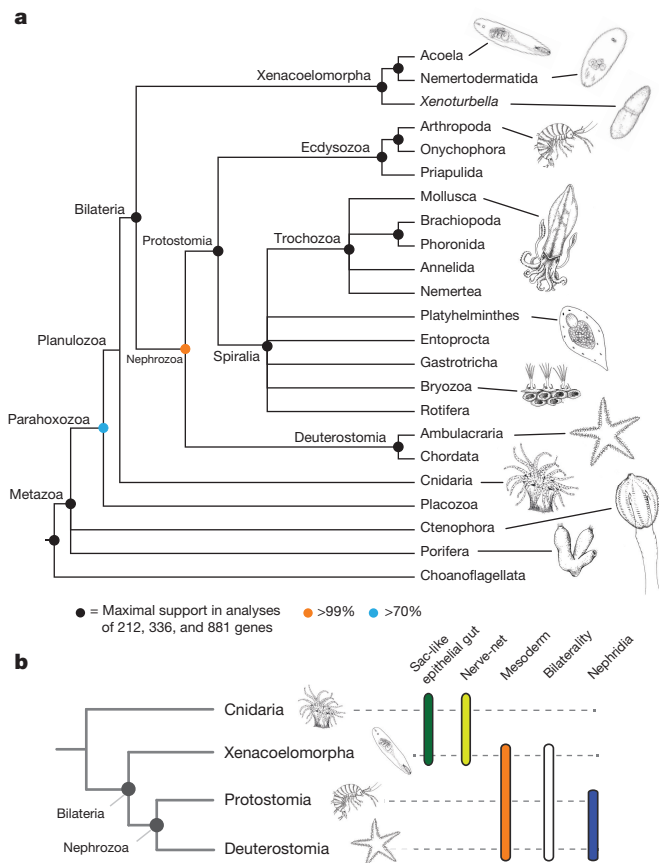 a
Acoela
Xenacoelomorpha
Nemertodermatida
Xenoturbella
Arthropoda
Ecdysozoa
Onychophora
Priapulida
Mollusca
Bilateria
Brachiopoda
Protostomia
Trochozoa
Phoronida
Annelida
Nemertea
Platyhelminthes
Planulozoa
Entoprocta
Nephrozoa
Spiralia
Gastrotricha
Bryozoa
Rotifera
Parahoxozoa
Ambulacraria
Deuterostomia
Chordata
Cnidaria
Metazoa
Placozoa
Ctenophora
Porifera
Choanoflagellata
= Maximal support in analyses
of 212, 336, and 881 genes
>99%
>70%
b
Sac-like
epithelial gut
Nerve-net
Mesoderm
Bilaterality
Nephridia
Cnidaria
Xenacoelomorpha
Protostomia
Bilateria
Nephrozoa
Deuterostomia